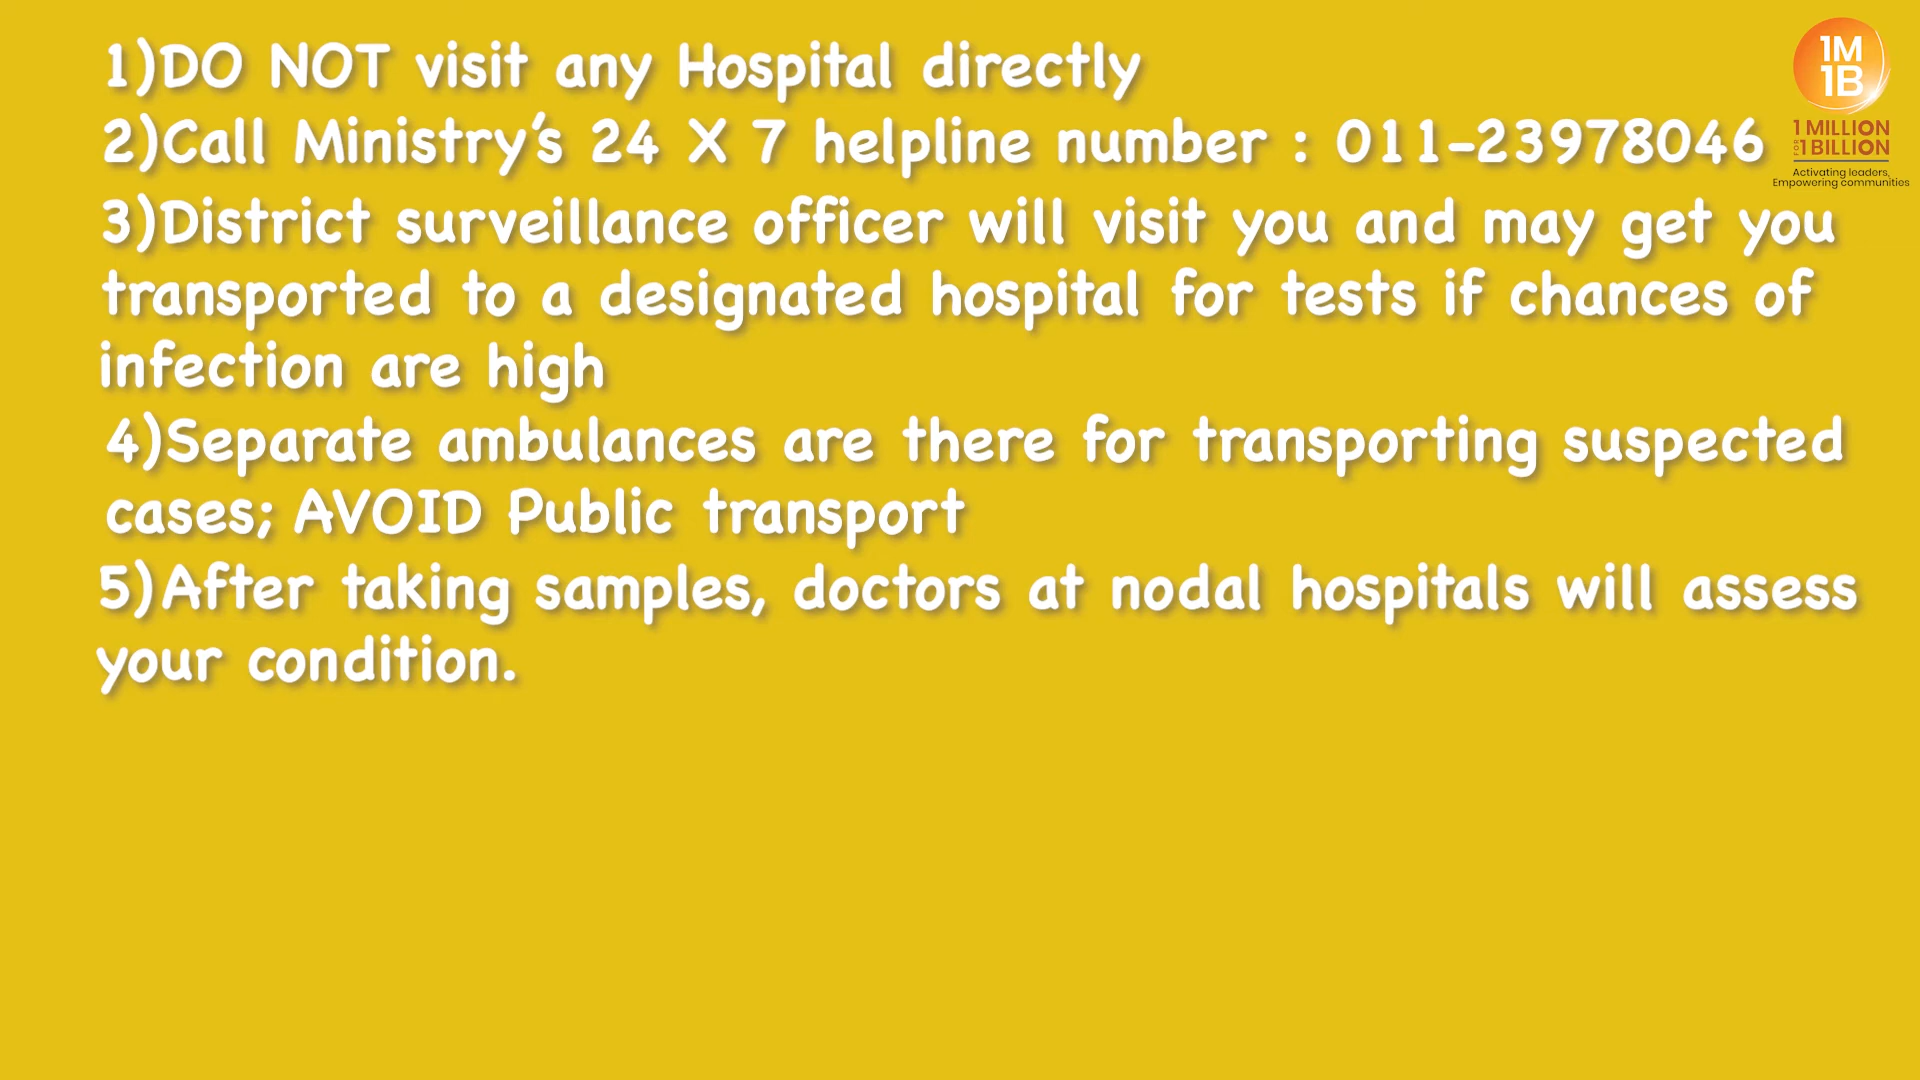 1)DO NOT visit any Hospital directly
2)Call Ministry's 24 X 7 helpline number : 011-23978046
3)District surveillance officer will visit you and may get you
transported to a designated hospital for tests if chances of
infection are high
4)Separate ambulances are there for transporting suspected
cases; AVOID Public transport
5)After taking samples, doctors at nodal hospitals will assess
your condition.
1M
1B
1 MILLION
FOR 1 BILLION
Activating leaders,
Empowering communities